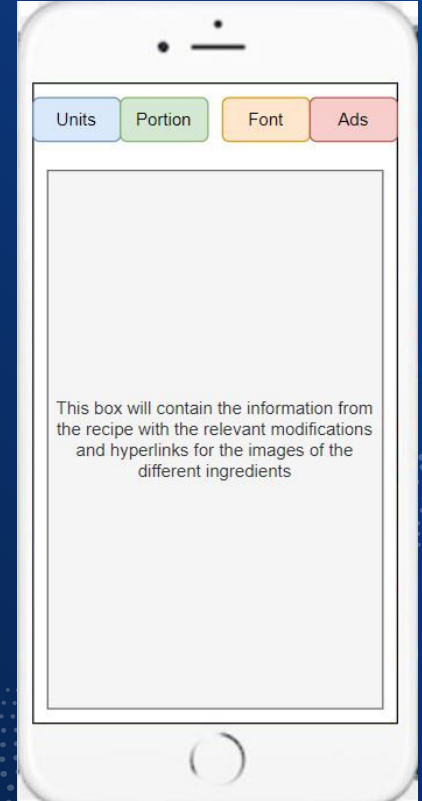 Units Portion Font Ads
This box will contain the information from
the recipe with the relevant modifications
and hyperlinks for the images of the
different ingredients